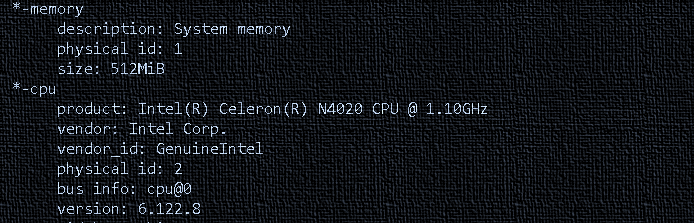 *-memory
description: System memory
physical id: 1
size: 512MiB
*-cpu
product: Intel(R) Celeron(R) N4020 CPU @ 1.10GHz
vendor: Intel Corp.
vendor_id: GenuineIntel
physical id: 2
bus info: cpu@0
version: 6.122.8